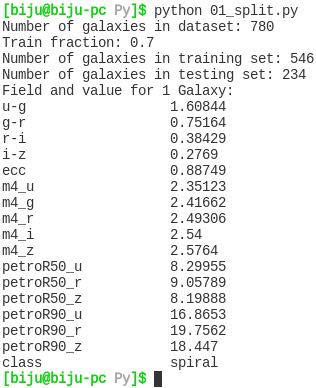 [biju@biju-pc Py]$ python 01_split.py
Number of galaxies in dataset: 780
Train fraction: 0.7
Number of galaxies in training set: 546
Number of galaxies in testing set: 234
Field and value for 1 Galaxy:
u-g 1.60844
g-r 0.75164
r-i 0.38429
i-z 0.2769
ecc 0.88749
m4_u 2.35123
m4_g 2.41662
m4_r 2.49306
m4_i 2.54
m4_z 2.5764
petroR50_u 8.29955
petroR50_r 9.05789
petroR50_z 8.19888
petroR90_u 16.8653
petroR90_r 19.7562
petroR90_z 18.447
class spiral
[biju@biju-pc Py]$